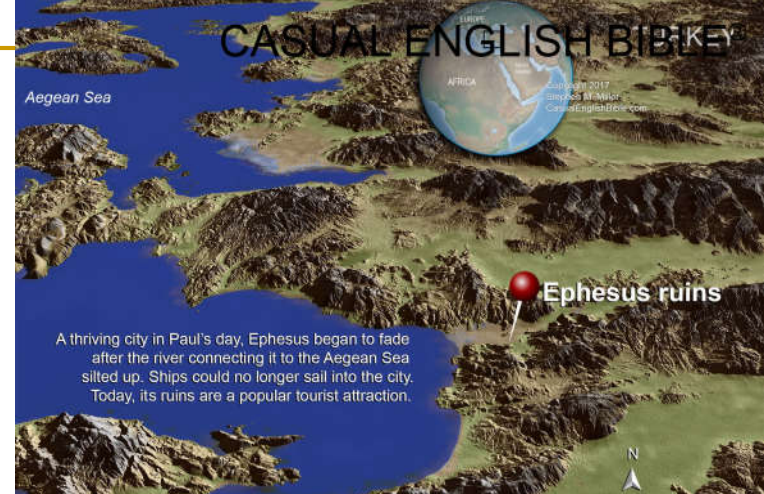 CASUAL ENGLISH BIBLE
TURKEY
EUROPE
AFRICA
Aegean Sea
Copyright 2017
Stephen M. Miller
CasualEnglishBible.com
Ephesus ruins
A thriving city in Paul's day, Ephesus began to fade
after the river connecting it to the Aegean Sea
silted up. Ships could no longer sail into the city.
Today, its ruins are a popular tourist attraction.
N